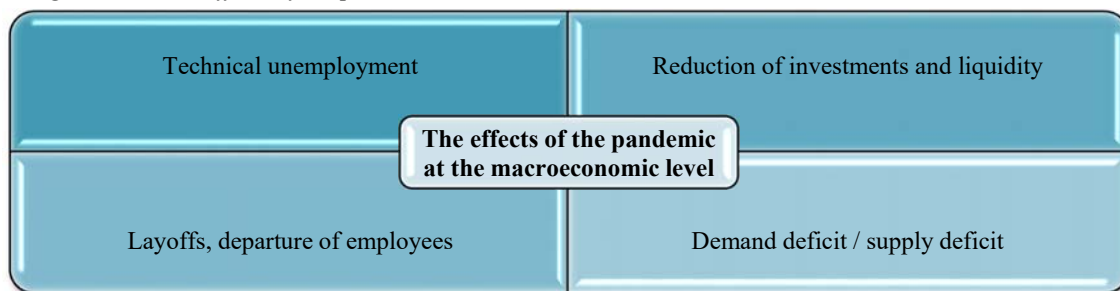 Technical unemployment
Reduction of investments and liquidity
The effects of the pandemic
at the macroeconomic level
Layoffs, departure of employees
Demand deficit / supply deficit